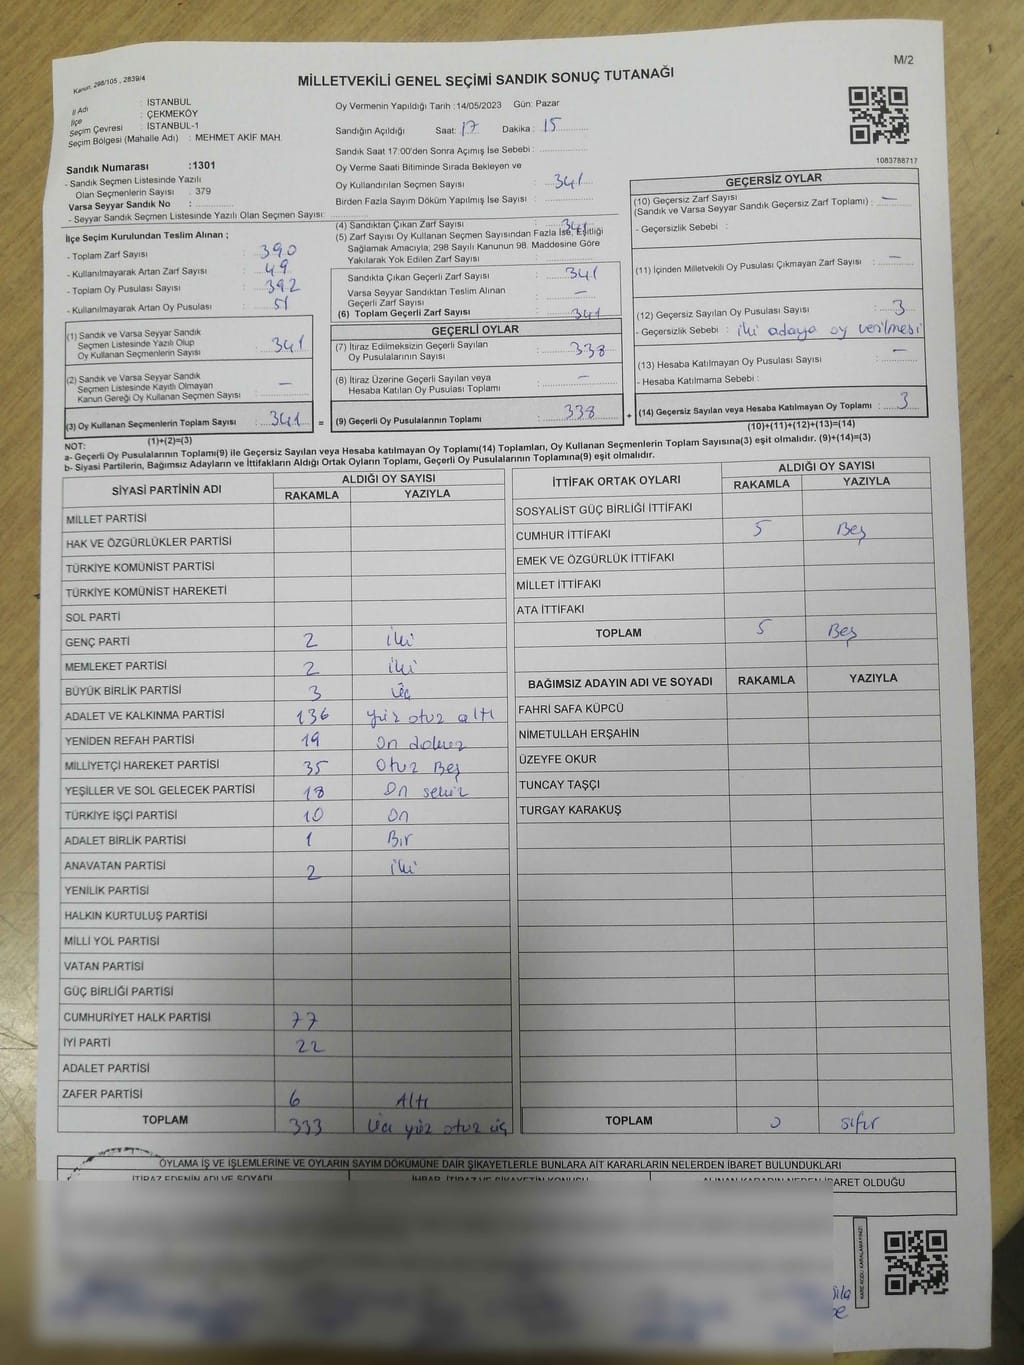 Kanun: 298/105 , 2839/4
M/2
MİLLETVEKİLİ GENEL SEÇİMİ SANDIK SONUÇ TUTANAĞI
İl Adı : İSTANBUL
İlçe : ÇEKMEKÖY
Seçim Çevresi : İSTANBUL-1
Seçim Bölgesi (Mahalle Adı) : MEHMET AKİF MAH.
Sandık Numarası :1301
- Sandık Seçmen Listesinde Yazılı
Olan Seçmenlerin Sayısı : 379
Varsa Seyyar Sandık No :
- Seyyar Sandık Seçmen Listesinde Yazılı Olan Seçmen Sayısı:
Oy Vermenin Yapıldığı Tarih :14/05/2023 Gün: Pazar
Sandığın Açıldığı Saat: 17 Dakika : 15
Sandık Saat 17:00'den Sonra Açımış İse Sebebi :
Oy Verme Saati Bitiminde Sırada Bekleyen ve
Oy Kullandırılan Seçmen Sayısı : 341
Birden Fazla Sayım Döküm Yapılmış İse Sayısı :
1083788717
İlçe Seçim Kurulundan Teslim Alınan ;
- Toplam Zarf Sayısı : 390
- Kullanılmayarak Artan Zarf Sayısı : 49
- Toplam Oy Pusulası Sayısı : 392
- Kullanılmayarak Artan Oy Pusulası : 51
(1) Sandık ve Varsa Seyyar Sandık
Seçmen Listesinde Yazılı Olup
Oy Kullanan Seçmenlerin Sayısı : 341
(2) Sandık ve Varsa Seyyar Sandık
Seçmen Listesinde Kayıtlı Olmayan
Kanun Gereği Oy Kullanan Seçmen Sayısı : —
(3) Oy Kullanan Seçmenlerin Toplam Sayısı : 341
(1)+(2)=(3)
(4) Sandıktan Çıkan Zarf Sayısı : 341
(5) Zarf Sayısı Oy Kullanan Seçmen Sayısından Fazla İse, Eşitliği
Sağlamak Amacıyla; 298 Sayılı Kanunun 98. Maddesine Göre
Yakılarak Yok Edilen Zarf Sayısı :
Sandıkta Çıkan Geçerli Zarf Sayısı : 341
Varsa Seyyar Sandıktan Teslim Alınan
Geçerli Zarf Sayısı : —
(6) Toplam Geçerli Zarf Sayısı : 341
GEÇERLİ OYLAR
(7) İtiraz Edilmeksizin Geçerli Sayılan
Oy Pusulalarının Sayısı : 338
(8) İtiraz Üzerine Geçerli Sayılan veya
Hesaba Katılan Oy Pusulası Toplamı : —
= (9) Geçerli Oy Pusulalarının Toplamı : 338 +
GEÇERSİZ OYLAR
(10) Geçersiz Zarf Sayısı : —
(Sandık ve Varsa Seyyar Sandık Geçersiz Zarf Toplamı)
- Geçersizlik Sebebi :
(11) İçinden Milletvekili Oy Pusulası Çıkmayan Zarf Sayısı : —
(12) Geçersiz Sayılan Oy Pusulası Sayısı : 3
- Geçersizlik Sebebi : iki adaya oy verilmesi
(13) Hesaba Katılmayan Oy Pusulası Sayısı : —
- Hesaba Katılmama Sebebi :
(14) Geçersiz Sayılan veya Hesaba Katılmayan Oy Toplamı : 3
(10)+(11)+(12)+(13)=(14)
NOT:
a- Geçerli Oy Pusulalarının Toplamı(9) ile Geçersiz Sayılan veya Hesaba katılmayan Oy Toplamı(14) Toplamları, Oy Kullanan Seçmenlerin Toplam Sayısına(3) eşit olmalıdır. (9)+(14)=(3)
b- Siyasi Partilerin, Bağımsız Adayların ve İttifakların Aldığı Ortak Oyların Toplamı, Geçerli Oy Pusulalarının Toplamına(9) eşit olmalıdır.
SİYASİ PARTİNİN ADI
ALDIĞI OY SAYISI
RAKAMLA YAZIYLA
MİLLET PARTİSİ
HAK VE ÖZGÜRLÜKLER PARTİSİ
TÜRKİYE KOMÜNİST PARTİSİ
TÜRKİYE KOMÜNİST HAREKETİ
SOL PARTİ
GENÇ PARTİ 2 iki
MEMLEKET PARTİSİ 2 iki
BÜYÜK BİRLİK PARTİSİ 3 üç
ADALET VE KALKINMA PARTİSİ 136 yüz otuz altı
YENİDEN REFAH PARTİSİ 19 On dokuz
MİLLİYETÇİ HAREKET PARTİSİ 35 Otuz Beş
YEŞİLLER VE SOL GELECEK PARTİSİ 18 On sekiz
TÜRKİYE İŞÇİ PARTİSİ 10 On
ADALET BİRLİK PARTİSİ 1 Bir
ANAVATAN PARTİSİ 2 iki
YENİLİK PARTİSİ
HALKIN KURTULUŞ PARTİSİ
MİLLİ YOL PARTİSİ
VATAN PARTİSİ
GÜÇ BİRLİĞİ PARTİSİ
CUMHURİYET HALK PARTİSİ 77
İYİ PARTİ 22
ADALET PARTİSİ
ZAFER PARTİSİ 6 Altı
TOPLAM 333 üç yüz otuz üç
İTTİFAK ORTAK OYLARI
ALDIĞI OY SAYISI
RAKAMLA YAZIYLA
SOSYALİST GÜÇ BİRLİĞİ İTTİFAKI
CUMHUR İTTİFAKI 5 Beş
EMEK VE ÖZGÜRLÜK İTTİFAKI
MİLLET İTTİFAKI
ATA İTTİFAKI
TOPLAM 5 Beş
BAĞIMSIZ ADAYIN ADI VE SOYADI RAKAMLA YAZIYLA
FAHRİ SAFA KÜPCÜ
NİMETULLAH ERŞAHİN
ÜZEYFE OKUR
TUNCAY TAŞÇI
TURGAY KARAKUŞ
TOPLAM 0 sıfır
OYLAMA İŞ VE İŞLEMLERİNE VE OYLARIN SAYIM DÖKÜMÜNE DAİR ŞİKAYETLERLE BUNLARA AİT KARARLARIN NELERDEN İBARET BULUNDUKLARI
İTİRAZ EDENİN ADI VE SOYADI
İHBAR, İTİRAZ VE ŞİKAYETİN KONUSU
ALINAN KARARIN NEDEN İBARET OLDUĞU